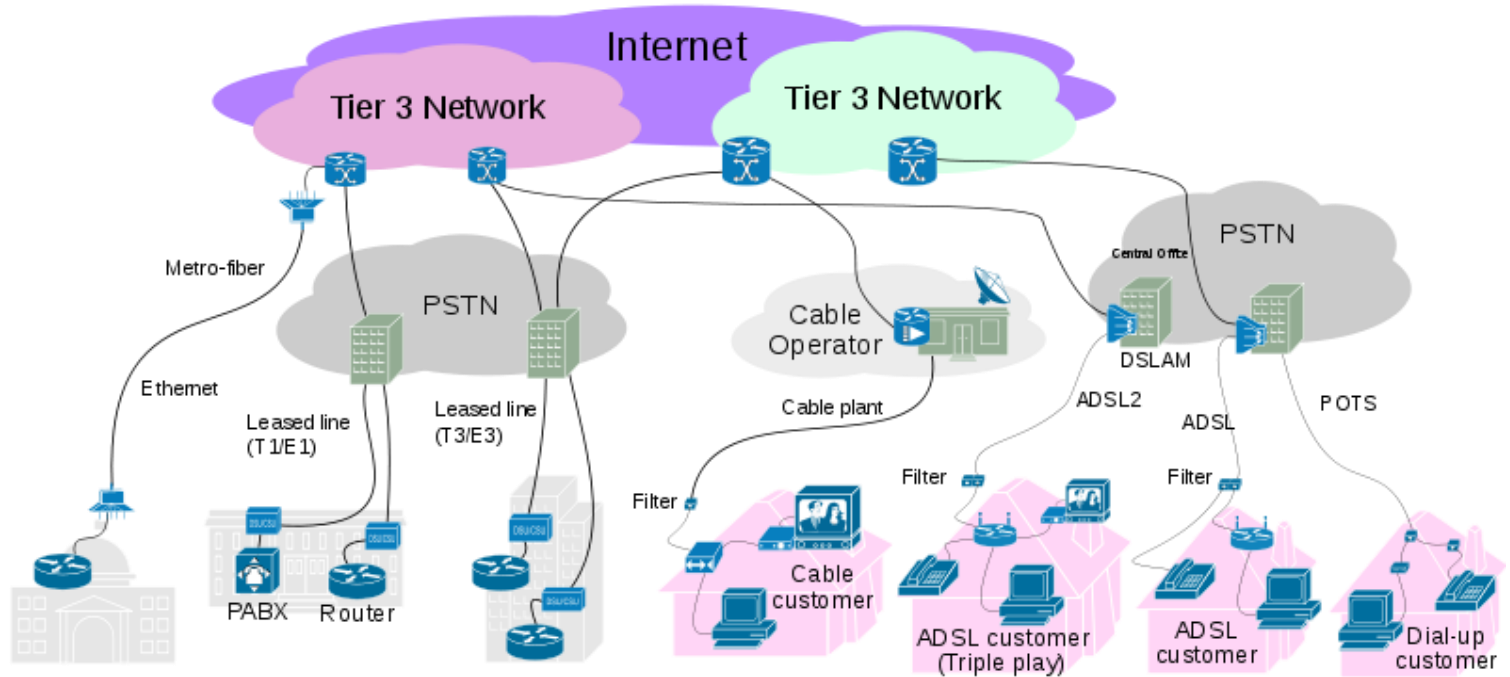 Internet
Tier 3 Network
Tier 3 Network
PSTN
Central Office
Metro-fiber
PSTN
Cable
Operator
DSLAM
Ethernet
ADSL2
POTS
Leased line
(T1/E1)
Leased line
(T3/E3)
Cable plant
ADSL
Filter
Filter
Filter
DSU/CSU
DSU/CSU
DSU/CSU
DSU/CSU
PABX
Router
Cable
customer
ADSL customer
(Triple play)
ADSL
customer
Dial-up
customer